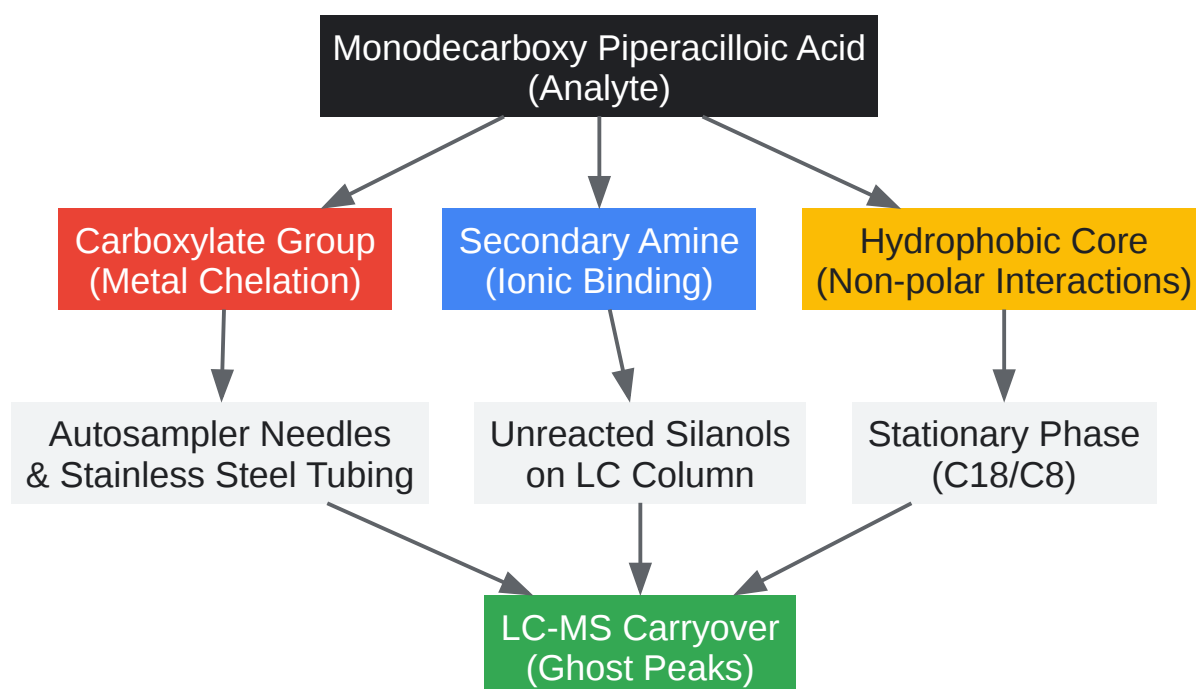 Monodecarboxy Piperacilloic Acid
(Analyte)
Carboxylate Group
(Metal Chelation)
Secondary Amine
(Ionic Binding)
Hydrophobic Core
(Non-polar Interactions)
Autosampler Needles
& Stainless Steel Tubing
Unreacted Silanols
on LC Column
Stationary Phase
(C18/C8)
LC-MS Carryover
(Ghost Peaks)